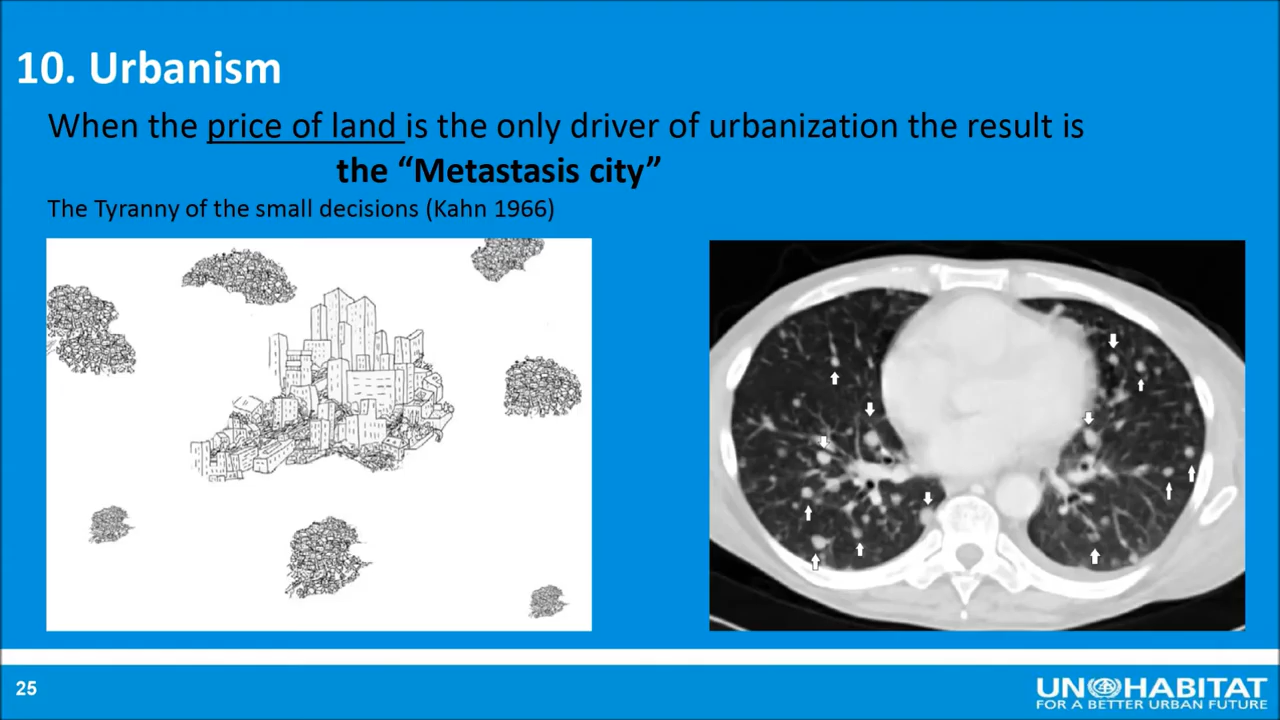 10. Urbanism
When the price of land is the only driver of urbanization the result is
the “Metastasis city”
The Tyranny of the small decisions (Kahn 1966)
25
UN HABITAT
FOR A BETTER URBAN FUTURE